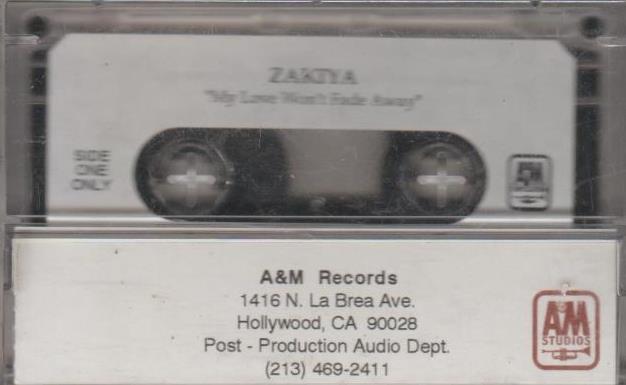 ZAKIYA
"My Love Won't Fade Away"
SIDE
ONE
ONLY
A&M
A&M Records
1416 N. La Brea Ave.
Hollywood, CA 90028
Post - Production Audio Dept.
(213) 469-2411
A&M
STUDIOS